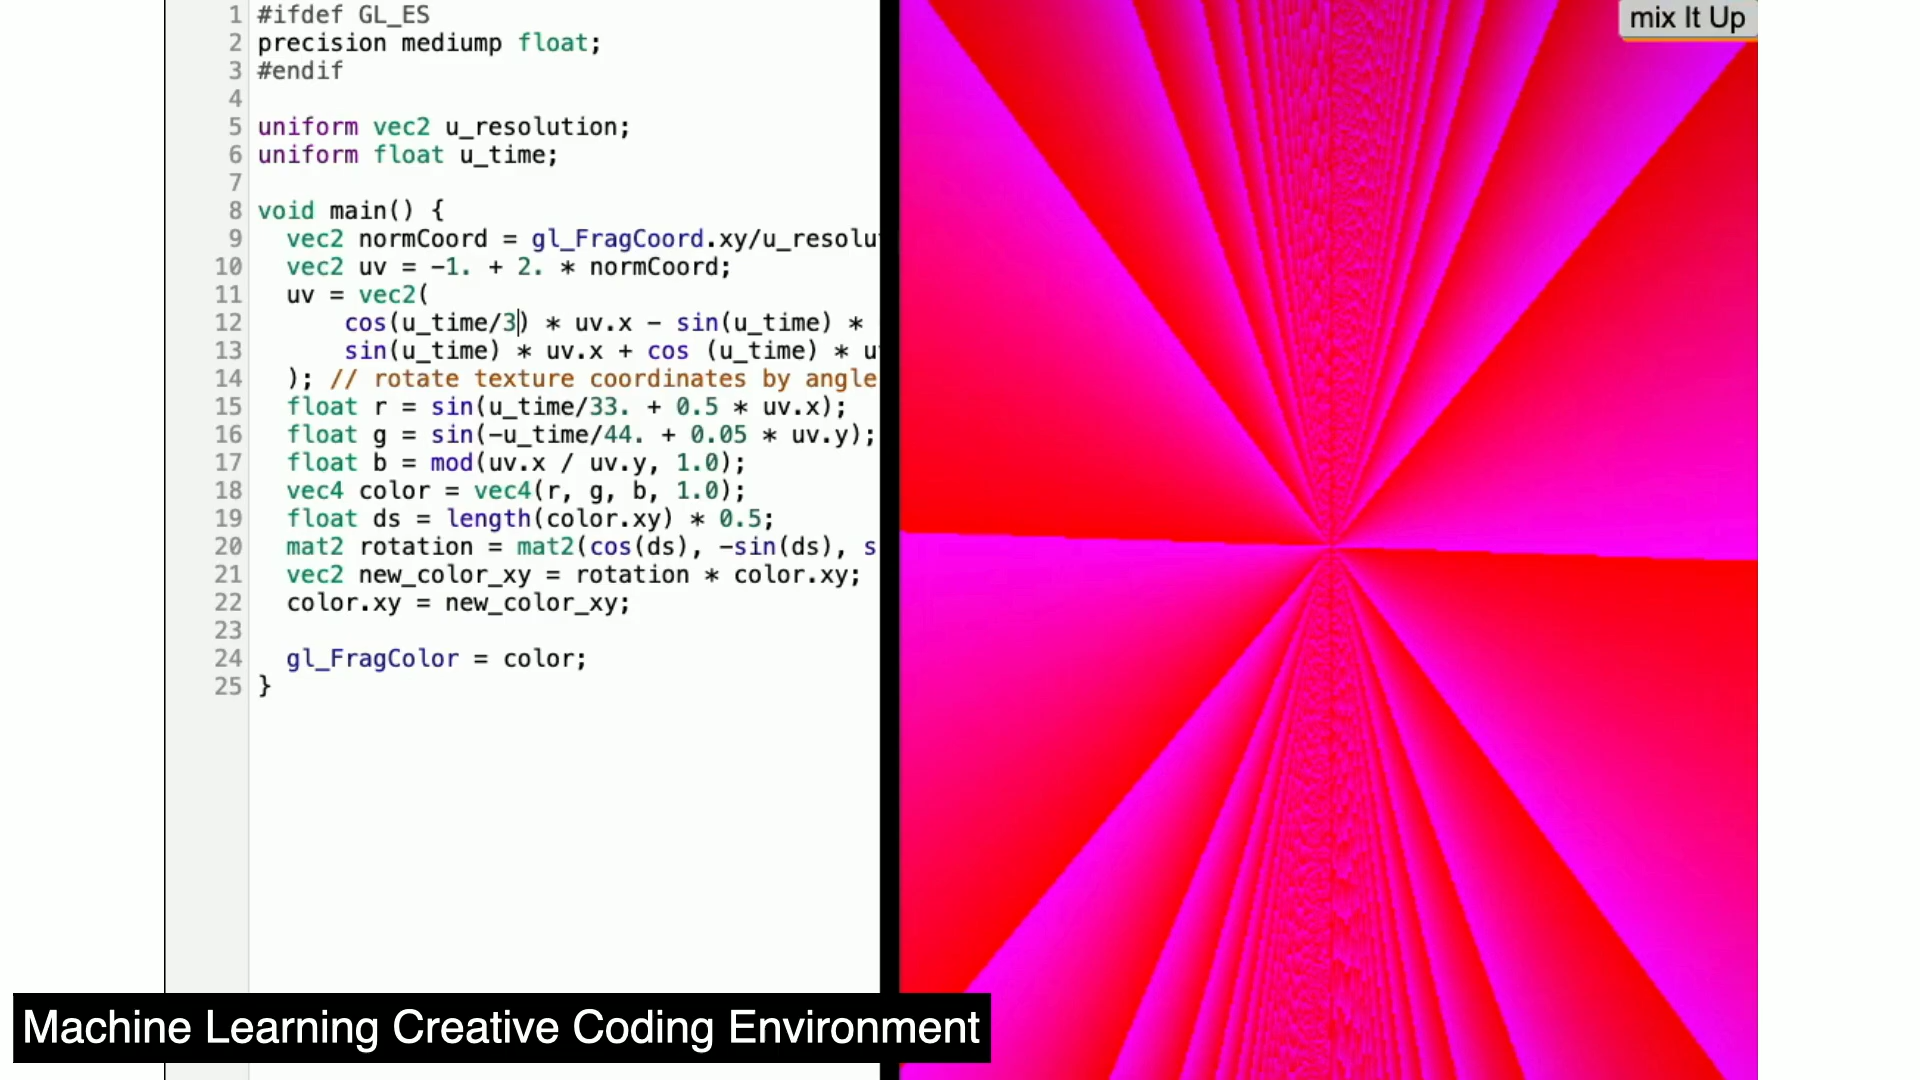 1 #ifdef GL_ES
2 precision mediump float;
3 #endif
4
5 uniform vec2 u_resolution;
6 uniform float u_time;
7
8 void main() {
9 vec2 normCoord = gl_FragCoord.xy/u_resolu
10 vec2 uv = -1. + 2. * normCoord;
11 uv = vec2(
12 cos(u_time/3) * uv.x - sin(u_time) *
13 sin(u_time) * uv.x + cos (u_time) * u
14 ); // rotate texture coordinates by angle
15 float r = sin(u_time/33. + 0.5 * uv.x);
16 float g = sin(-u_time/44. + 0.05 * uv.y);
17 float b = mod(uv.x / uv.y, 1.0);
18 vec4 color = vec4(r, g, b, 1.0);
19 float ds = length(color.xy) * 0.5;
20 mat2 rotation = mat2(cos(ds), -sin(ds), s
21 vec2 new_color_xy = rotation * color.xy;
22 color.xy = new_color_xy;
23
24 gl_FragColor = color;
25 }
mix It Up
Machine Learning Creative Coding Environment